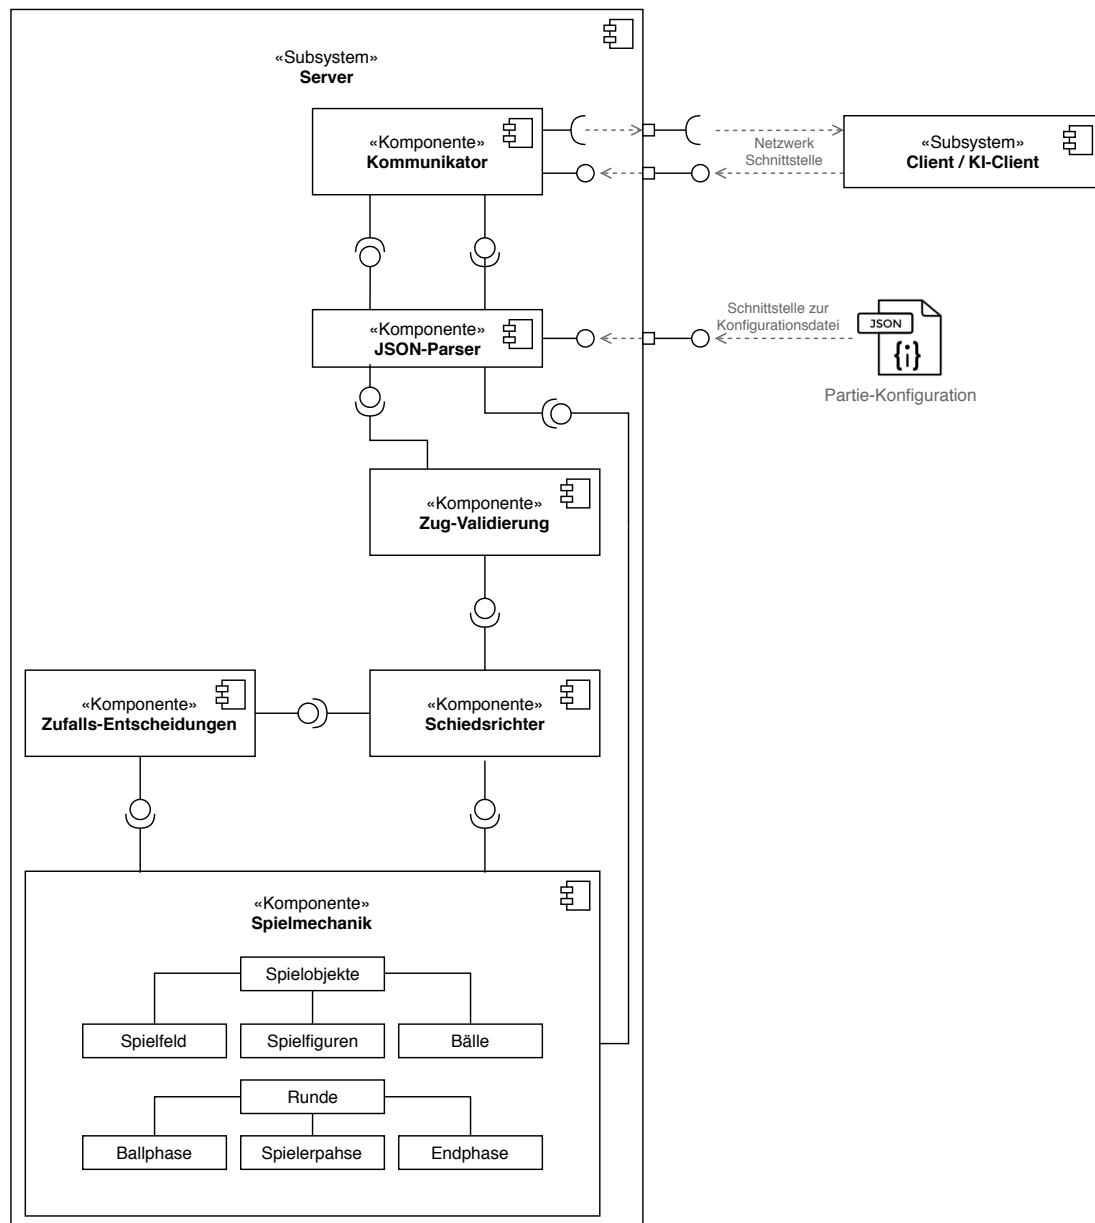 «Subsystem»
Server
«Komponente»
Kommunikator
Netzwerk
Schnittstelle
«Subsystem»
Client / KI-Client
«Komponente»
JSON-Parser
Schnittstelle zur
Konfigurationsdatei
JSON
{i}
Partie-Konfiguration
«Komponente»
Zug-Validierung
«Komponente»
Zufalls-Entscheidungen
«Komponente»
Schiedsrichter
«Komponente»
Spielmechanik
Spielobjekte
Spielfeld
Spielfiguren
Bälle
Runde
Ballphase
Spielerpahse
Endphase